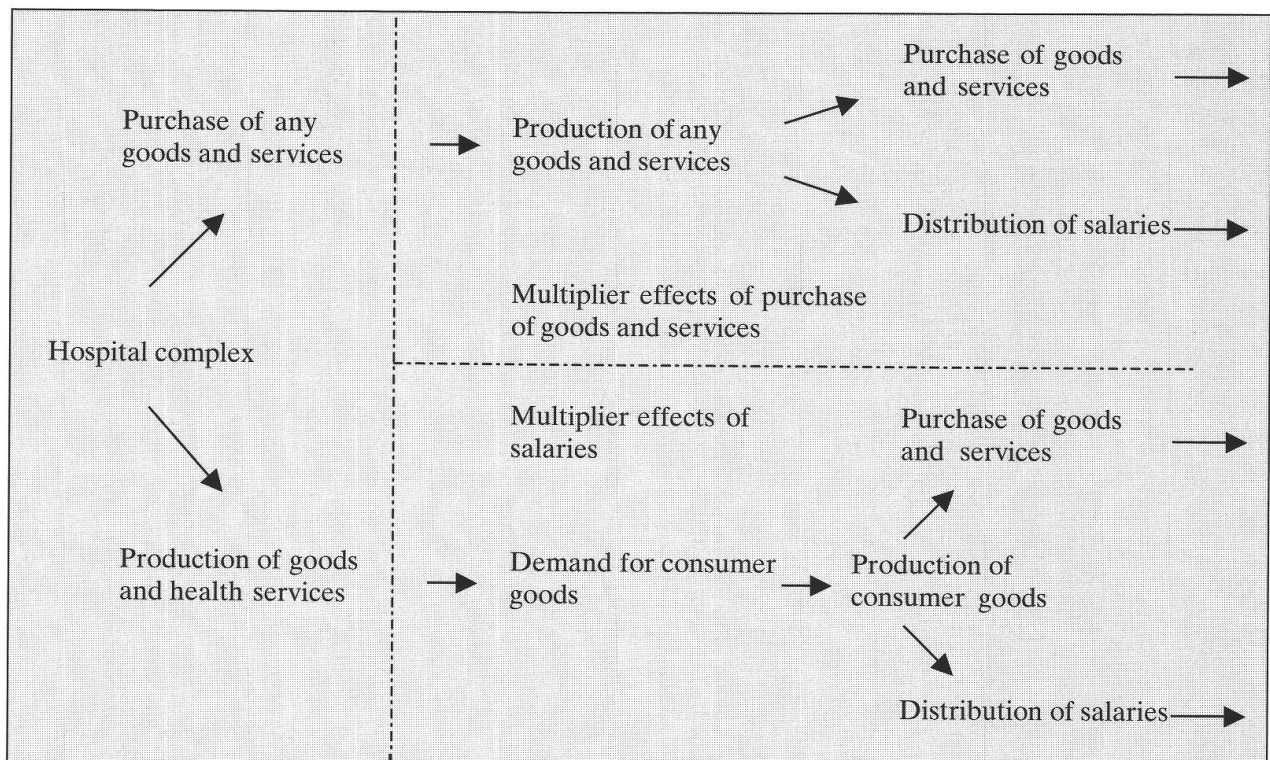 Purchase of goods
and services
Purchase of any
goods and services
Production of any
goods and services
Distribution of salaries
Multiplier effects of purchase
of goods and services
Hospital complex
Multiplier effects of
salaries
Purchase of goods
and services
Production of goods
and health services
Demand for consumer
goods
Production of
consumer goods
Distribution of salaries